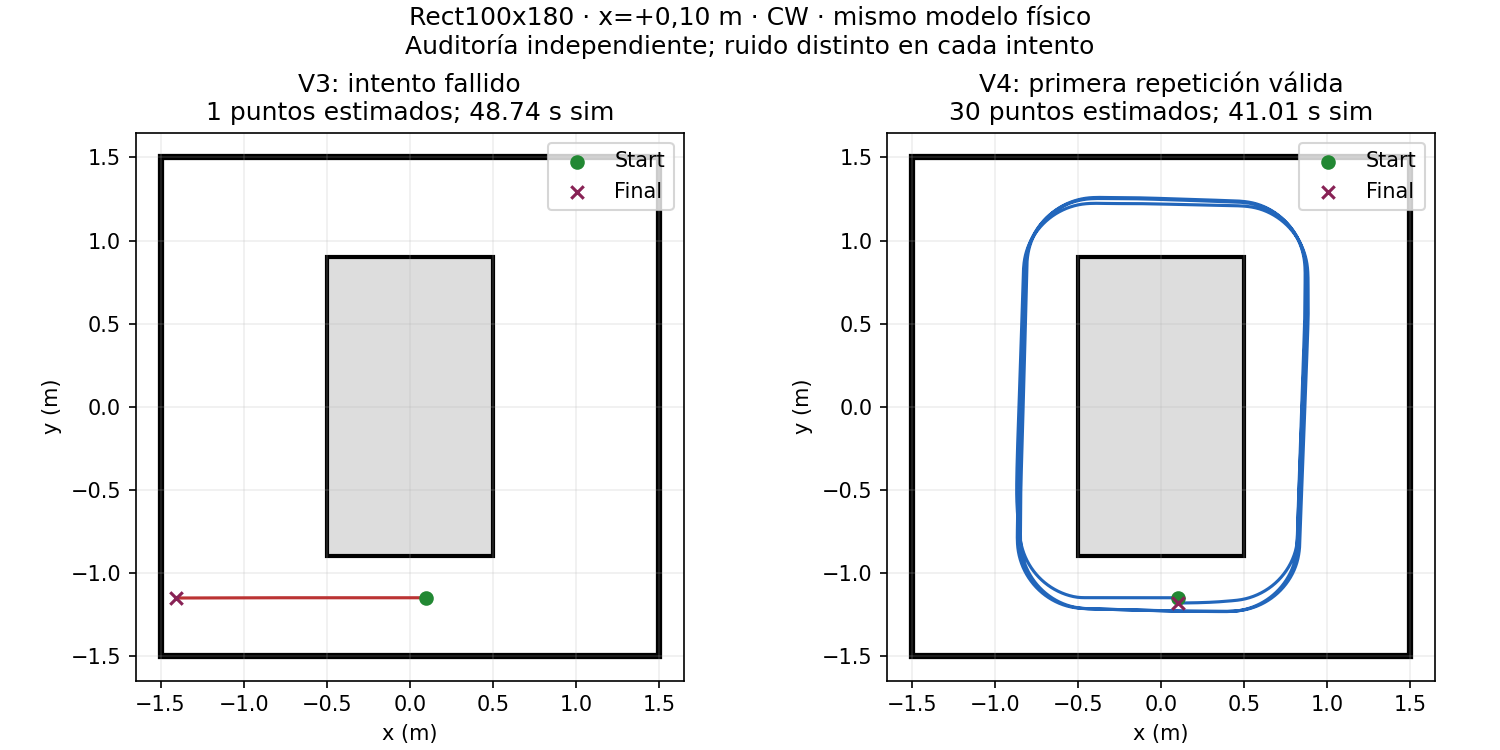 Rect100x180 · x=+0,10 m · CW · mismo modelo físico
Auditoría independiente; ruido distinto en cada intento
V3: intento fallido
1 puntos estimados; 48.74 s sim
Start
Final
1.5
1.0
0.5
0.0
−0.5
−1.0
−1.5
y (m)
−1.5
−1.0
−0.5
0.0
0.5
1.0
1.5
x (m)
V4: primera repetición válida
30 puntos estimados; 41.01 s sim
Start
Final
1.5
1.0
0.5
0.0
−0.5
−1.0
−1.5
y (m)
−1.5
−1.0
−0.5
0.0
0.5
1.0
1.5
x (m)